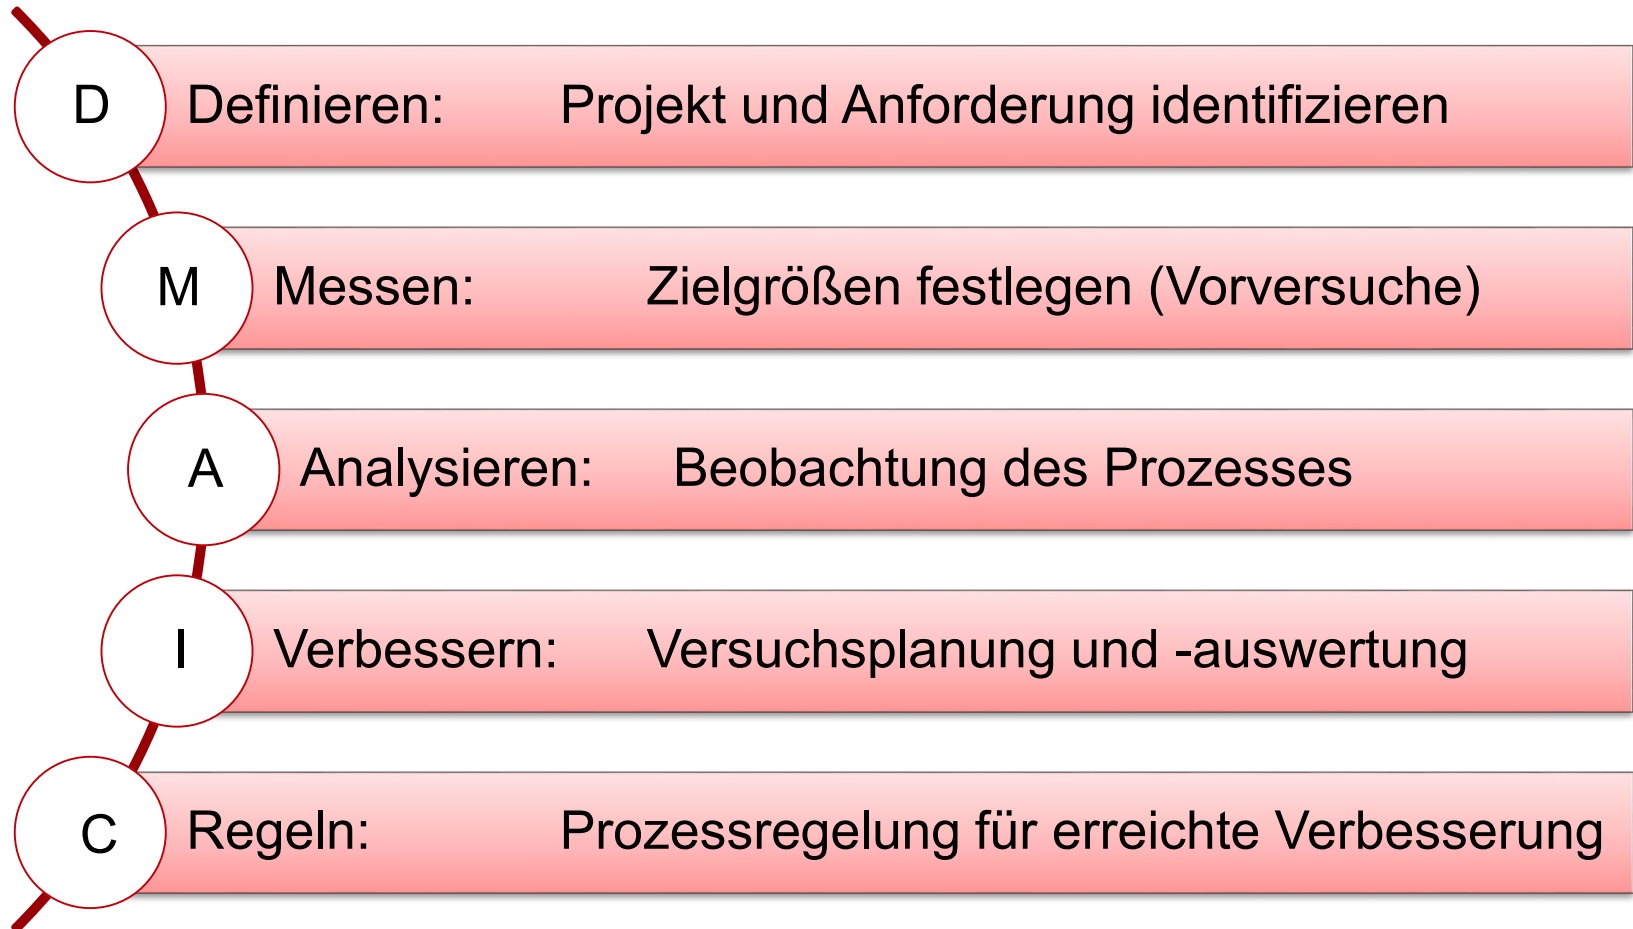 D Definieren: Projekt und Anforderung identifizieren
M Messen: Zielgrößen festlegen (Vorversuche)
A Analysieren: Beobachtung des Prozesses
I Verbessern: Versuchsplanung und -auswertung
C Regeln: Prozessregelung für erreichte Verbesserung